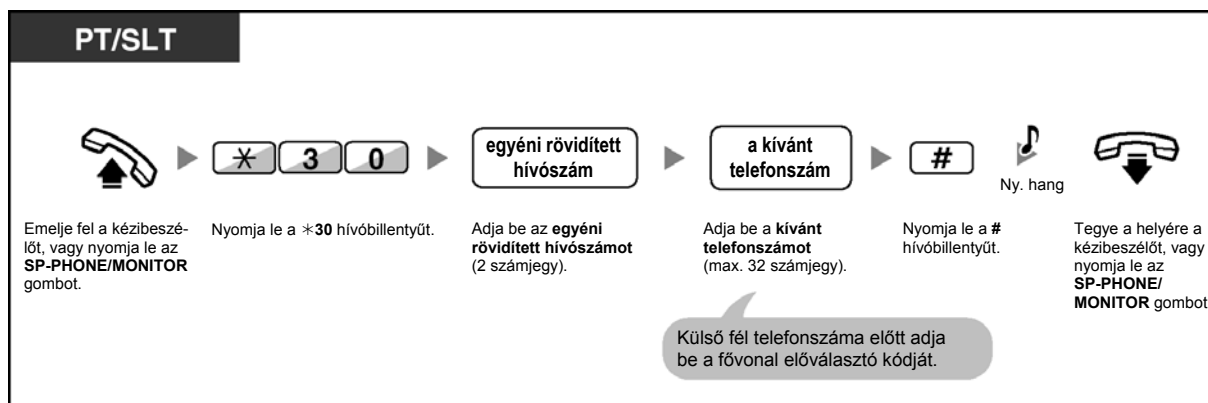 PT/SLT
* 3 0
egyéni rövidített
hívószám
a kívánt
telefonszám
#
Ny. hang
Emelje fel a kézibeszé-
lőt, vagy nyomja le az
SP-PHONE/MONITOR
gombot.
Nyomja le a *30 hívóbillentyűt.
Adja be az egyéni
rövidített hívószámot
(2 számjegy).
Adja be a kívánt
telefonszámot
(max. 32 számjegy).
Nyomja le a #
hívóbillentyűt.
Tegye a helyére a
kézibeszélőt, vagy
nyomja le az
SP-PHONE/
MONITOR gombot
Külső fél telefonszáma előtt adja
be a fővonal előválasztó kódját.